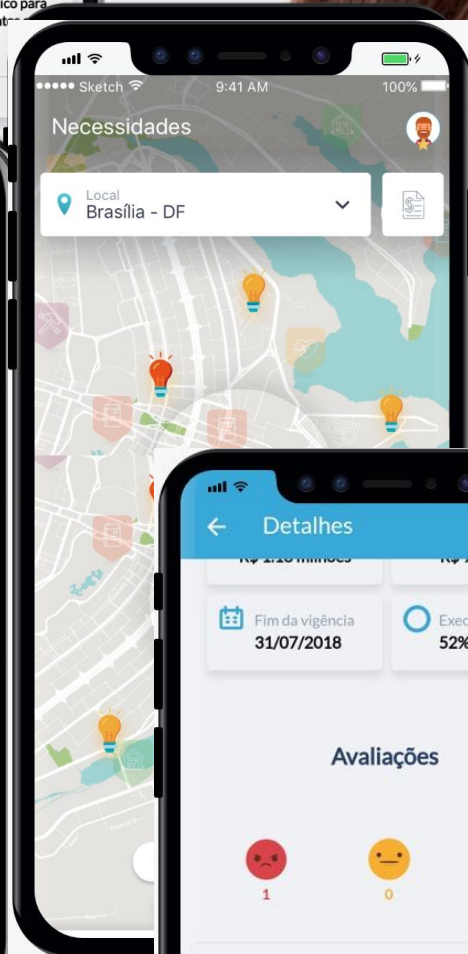 ico para
Sketch
9:41 AM
100%
Necessidades
Local
Brasília - DF
Detalhes
Fim da vigência
31/07/2018
52%
Avaliações
1
0